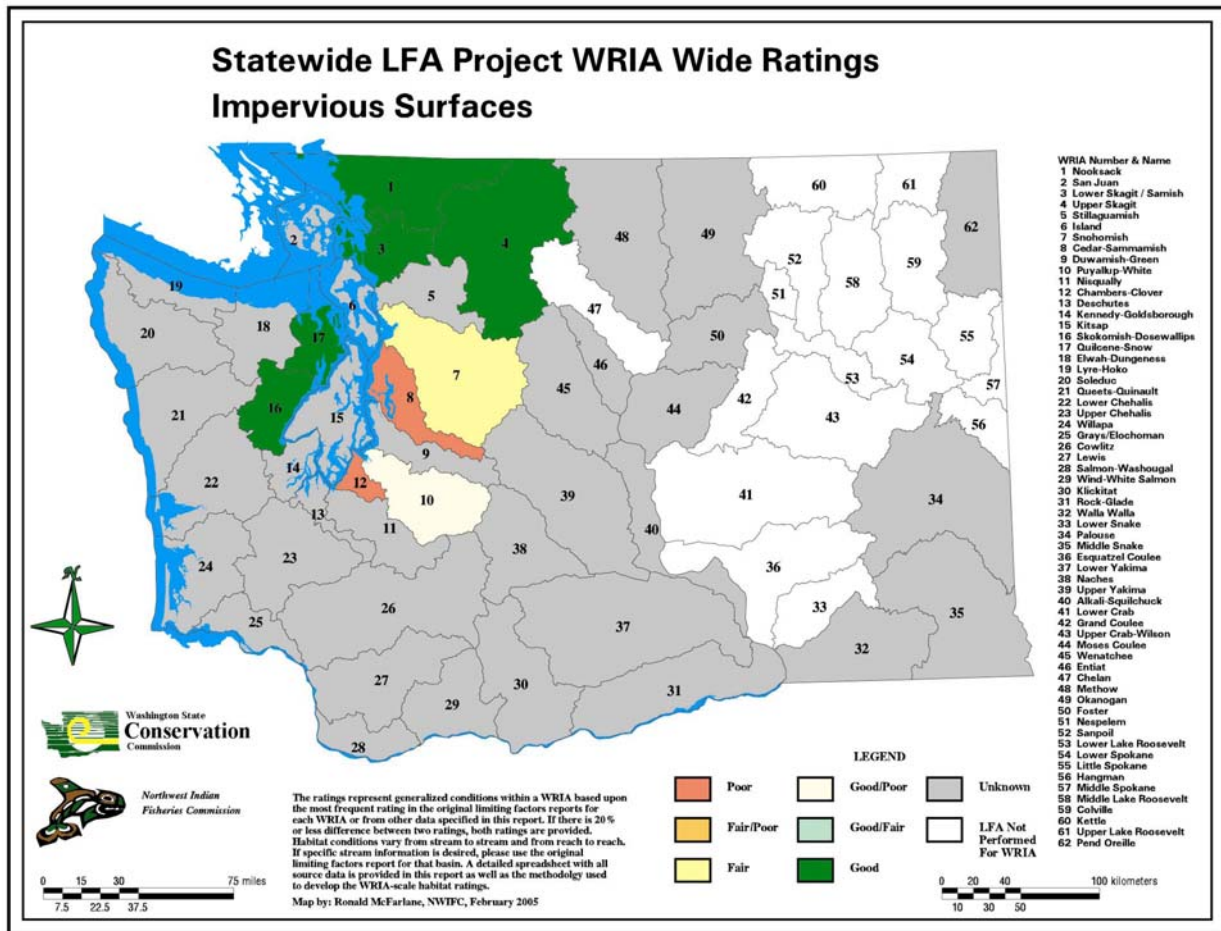 Statewide LFA Project WRIA Wide Ratings
Impervious Surfaces
WRIA Number & Name
1 Nooksack
2 San Juan
3 Lower Skagit / Samish
4 Upper Skagit
5 Stillaguamish
6 Island
7 Snohomish
8 Cedar-Sammamish
9 Duwamish-Green
10 Puyallup-White
11 Nisqually
12 Chambers-Clover
13 Deschutes
14 Kennedy-Goldsborough
15 Kitsap
16 Skokomish-Dosewallips
17 Quilcene-Snow
18 Elwah-Dungeness
19 Lyre-Hoko
20 Soleduc
21 Queets-Quinault
22 Lower Chehalis
23 Upper Chehalis
24 Willapa
25 Grays/Elochoman
26 Cowlitz
27 Lewis
28 Salmon-Washougal
29 Wind-White Salmon
30 Klickitat
31 Rock-Glade
32 Walla Walla
33 Lower Snake
34 Palouse
35 Middle Snake
36 Esquatzel Coulee
37 Lower Yakima
38 Naches
39 Upper Yakima
40 Alkali-Squilchuck
41 Lower Crab
42 Grand Coulee
43 Upper Crab-Wilson
44 Moses Coulee
45 Wenatchee
46 Entiat
47 Chelan
48 Methow
49 Okanogan
50 Foster
51 Nespelem
52 Sanpoil
53 Lower Lake Roosevelt
54 Lower Spokane
55 Little Spokane
56 Hangman
57 Middle Spokane
58 Middle Lake Roosevelt
59 Colville
60 Kettle
61 Upper Lake Roosevelt
62 Pend Oreille
1
2
3
4
5
6
7
8
9
10
11
12
13
14
15
16
17
18
19
20
21
22
23
24
25
26
27
28
29
30
31
32
33
34
35
36
37
38
39
40
41
42
43
44
45
46
47
48
49
50
51
52
53
54
55
56
57
58
59
60
61
62
N
Washington State
Conservation
Commission
Northwest Indian
Fisheries Commission
The ratings represent generalized conditions within a WRIA based upon
the most frequent rating in the original limiting factors reports for
each WRIA or from other data specified in this report. If there is 20 %
or less difference between two ratings, both ratings are provided.
Habitat conditions vary from stream to stream and from reach to reach.
If specific stream information is desired, please use the original
limiting factors report for that basin. A detailed spreadsheet with all
source data is provided in this report as well as the methodolgy used
to develop the WRIA-scale habitat ratings.
Map by: Ronald McFarlane, NWIFC, February 2005
LEGEND
Poor
Fair/Poor
Fair
Good/Poor
Good/Fair
Good
Unknown
LFA Not
Performed
For WRIA
0 15 30 75 miles
7.5 22.5 37.5
0 20 40 100 kilometers
10 30 50